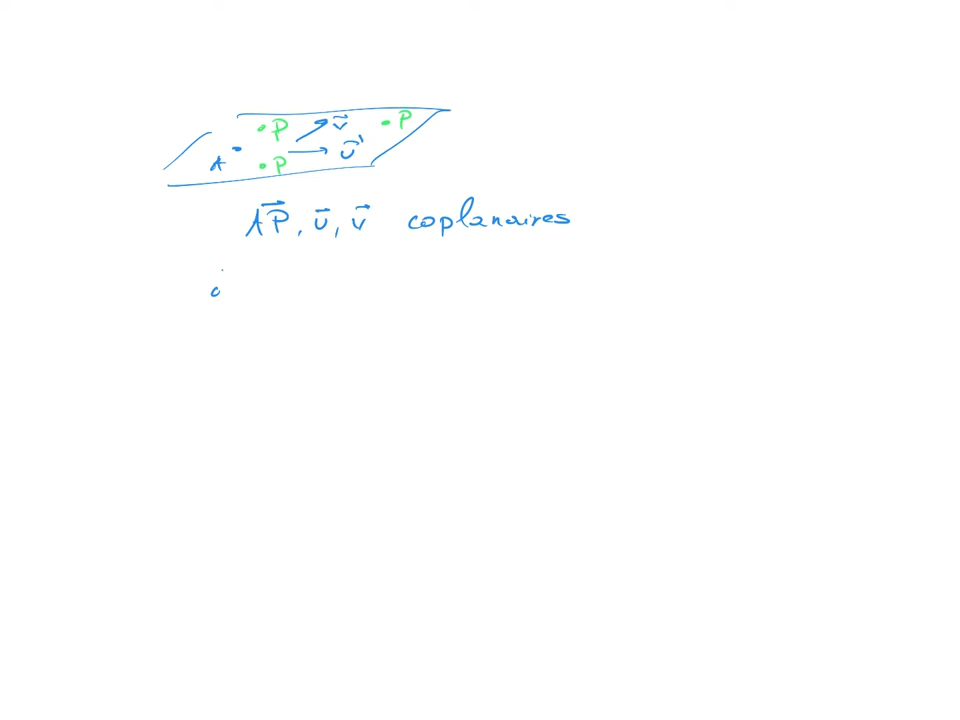 P v⃗ P
A P u⃗
AP⃗, u⃗, v⃗ coplanaires